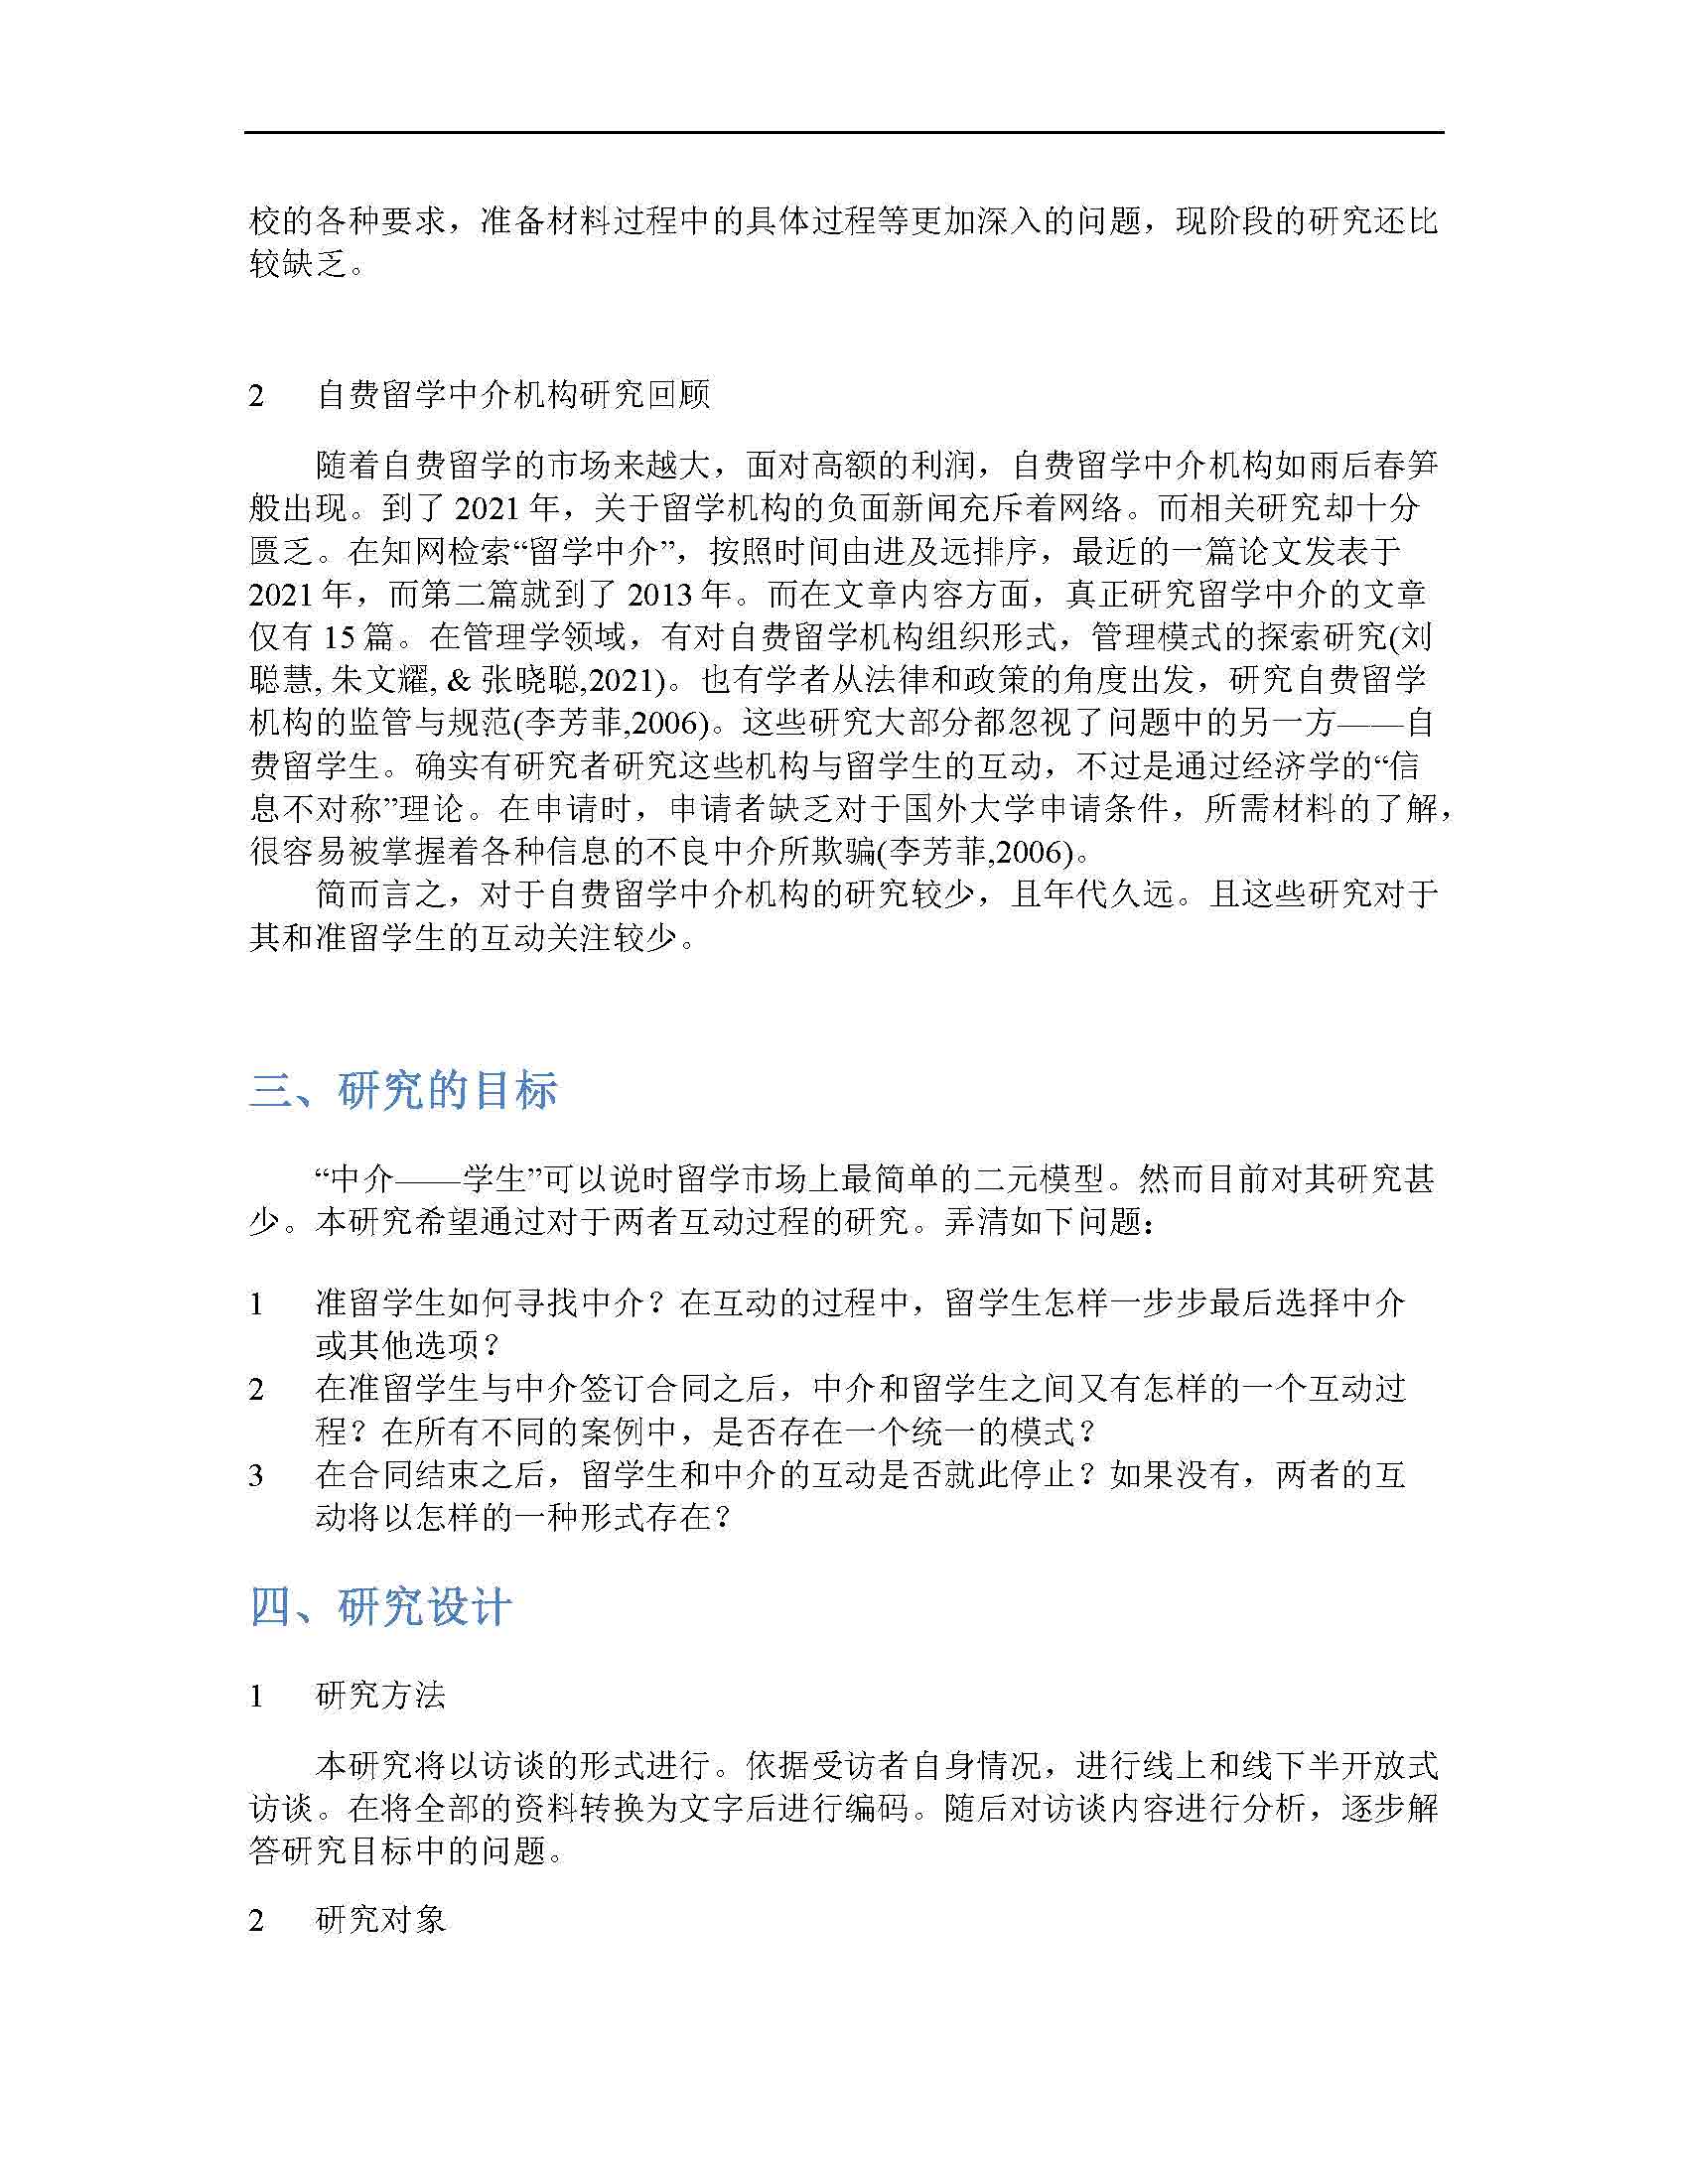 校的各种要求，准备材料过程中的具体过程等更加深入的问题，现阶段的研究还比
较缺乏。
2 自费留学中介机构研究回顾
随着自费留学的市场来越大，面对高额的利润，自费留学中介机构如雨后春笋
般出现。到了 2021 年，关于留学机构的负面新闻充斥着网络。而相关研究却十分
匮乏。在知网检索“留学中介”，按照时间由进及远排序，最近的一篇论文发表于
2021 年，而第二篇就到了 2013 年。而在文章内容方面，真正研究留学中介的文章
仅有 15 篇。在管理学领域，有对自费留学机构组织形式，管理模式的探索研究(刘
聪慧, 朱文耀, & 张晓聪,2021)。也有学者从法律和政策的角度出发，研究自费留学
机构的监管与规范(李芳菲,2006)。这些研究大部分都忽视了问题中的另一方——自
费留学生。确实有研究者研究这些机构与留学生的互动，不过是通过经济学的“信
息不对称”理论。在申请时，申请者缺乏对于国外大学申请条件，所需材料的了解，
很容易被掌握着各种信息的不良中介所欺骗(李芳菲,2006)。
简而言之，对于自费留学中介机构的研究较少，且年代久远。且这些研究对于
其和准留学生的互动关注较少。
三、研究的目标
“中介——学生”可以说时留学市场上最简单的二元模型。然而目前对其研究甚
少。本研究希望通过对于两者互动过程的研究。弄清如下问题：
1 准留学生如何寻找中介？在互动的过程中，留学生怎样一步步最后选择中介
或其他选项？
2 在准留学生与中介签订合同之后，中介和留学生之间又有怎样的一个互动过
程？在所有不同的案例中，是否存在一个统一的模式？
3 在合同结束之后，留学生和中介的互动是否就此停止？如果没有，两者的互
动将以怎样的一种形式存在？
四、研究设计
1 研究方法
本研究将以访谈的形式进行。依据受访者自身情况，进行线上和线下半开放式
访谈。在将全部的资料转换为文字后进行编码。随后对访谈内容进行分析，逐步解
答研究目标中的问题。
2 研究对象